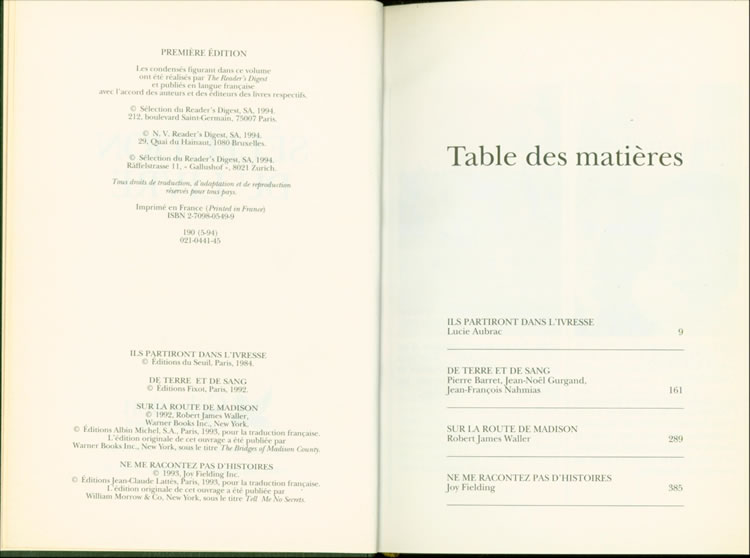 PREMIÈRE ÉDITION
Les condensés figurant dans ce volume
ont été réalisés par The Reader's Digest
et publiés en langue française
avec l'accord des auteurs et des éditeurs des livres respectifs.
© Sélection du Reader's Digest, SA, 1994.
212, boulevard Saint-Germain, 75007 Paris.
© N. V. Reader's Digest, SA, 1994.
29, Quai du Hainaut, 1080 Bruxelles.
© Sélection du Reader's Digest, SA, 1994.
Räffelstrasse 11, « Gallushof », 8021 Zurich.
Tous droits de traduction, d'adaptation et de reproduction
réservés pour tous pays.
Imprimé en France (Printed in France)
ISBN 2-7098-0549-9
190 (5-94)
021-0441-45
ILS PARTIRONT DANS L'IVRESSE
© Éditions du Seuil, Paris, 1984.
DE TERRE ET DE SANG
© Éditions Fixot, Paris, 1992.
SUR LA ROUTE DE MADISON
© 1992, Robert James Waller,
Warner Books Inc., New York.
© Éditions Albin Michel, S.A., Paris, 1993, pour la traduction française.
L'édition originale de cet ouvrage a été publiée par
Warner Books Inc., New York, sous le titre The Bridges of Madison County.
NE ME RACONTEZ PAS D'HISTOIRES
© 1993, Joy Fielding Inc.
© Éditions Jean-Claude Lattès, Paris, 1993, pour la traduction française.
L'édition originale de cet ouvrage a été publiée par
William Morrow & Co, New York, sous le titre Tell Me No Secrets.
Table des matières
ILS PARTIRONT DANS L'IVRESSE
Lucie Aubrac 9
DE TERRE ET DE SANG
Pierre Barret, Jean-Noël Gurgand,
Jean-François Nahmias 161
SUR LA ROUTE DE MADISON
Robert James Waller 289
NE ME RACONTEZ PAS D'HISTOIRES
Joy Fielding 385